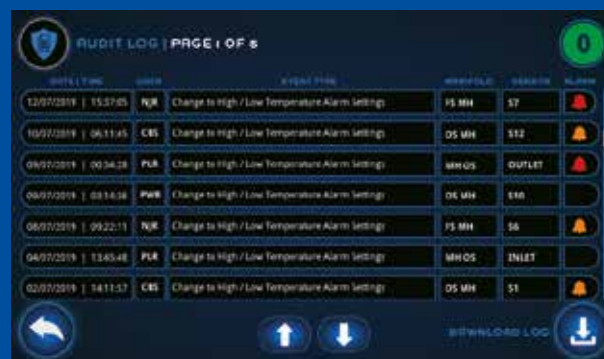 AUDIT LOG | PAGE 1 OF 6
0
DATE | TIME USER EVENT TYPE MANIFOLD SENSOR ALARM
12/07/2019 | 15:37:05 NJR Change to High / Low Temperature Alarm Settings FS MH S7
10/07/2019 | 06:11:45 CBS Change to High / Low Temperature Alarm Settings OS MH S12
09/07/2019 | 00:34:28 PLR Change to High / Low Temperature Alarm Settings MH OS OUTLET
09/07/2019 | 03:14:36 PWR Change to High / Low Temperature Alarm Settings OS MH S10
08/07/2019 | 09:22:11 NJR Change to High / Low Temperature Alarm Settings FS MH S6
04/07/2019 | 13:45:48 PLR Change to High / Low Temperature Alarm Settings MH OS INLET
02/07/2019 | 14:11:57 CBS Change to High / Low Temperature Alarm Settings OS MH S1
DOWNLOAD LOG